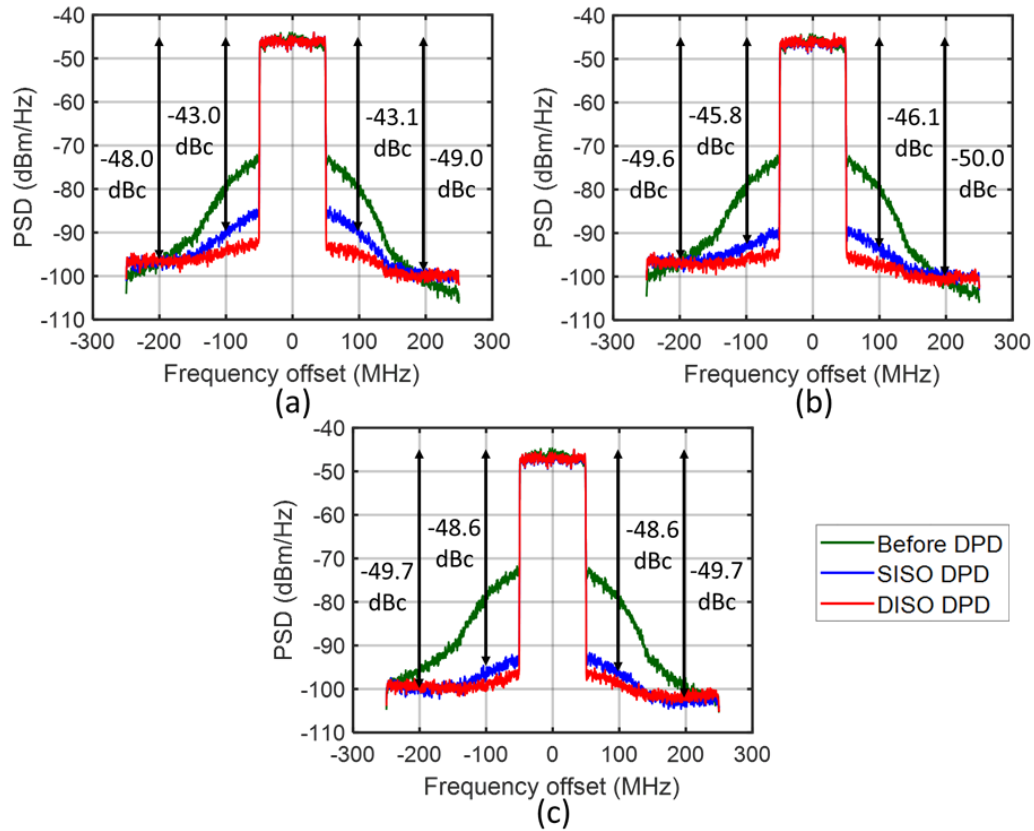 -40
-50
-60
-70
-80
-90
-100
-110
PSD (dBm/Hz)
-48.0
dBc
-43.0
dBc
-43.1
dBc
-49.0
dBc
-300 -200 -100 0 100 200 300
Frequency offset (MHz)
(a)
-40
-50
-60
-70
-80
-90
-100
-110
PSD (dBm/Hz)
-49.6
dBc
-45.8
dBc
-46.1
dBc
-50.0
dBc
-300 -200 -100 0 100 200 300
Frequency offset (MHz)
(b)
-40
-50
-60
-70
-80
-90
-100
-110
PSD (dBm/Hz)
-49.7
dBc
-48.6
dBc
-48.6
dBc
-49.7
dBc
-300 -200 -100 0 100 200 300
Frequency offset (MHz)
(c)
Before DPD
SISO DPD
DISO DPD